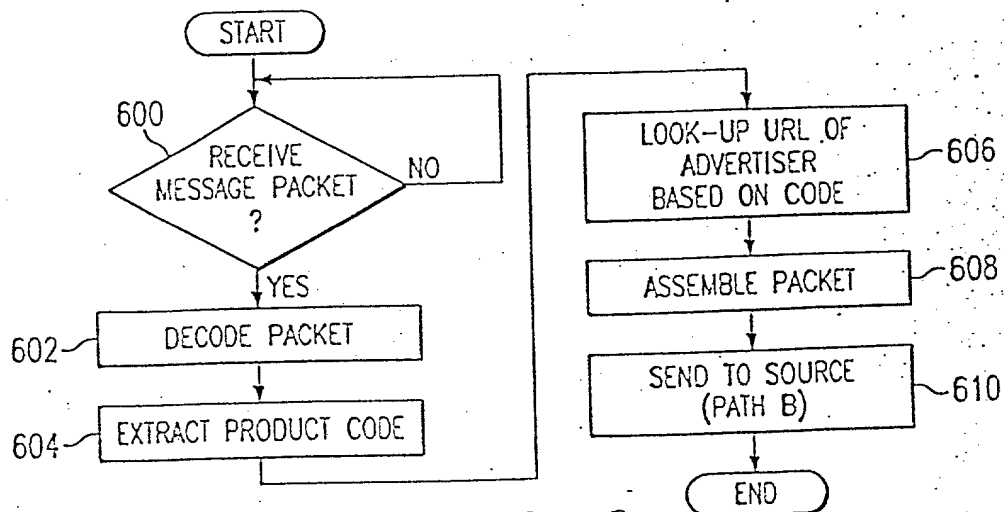 START
600
RECEIVE
MESSAGE PACKET
?
NO
YES
602
DECODE PACKET
604
EXTRACT PRODUCT CODE
LOOK-UP URL OF
ADVERTISER
BASED ON CODE
606
ASSEMBLE PACKET
608
SEND TO SOURCE
(PATH B)
610
END